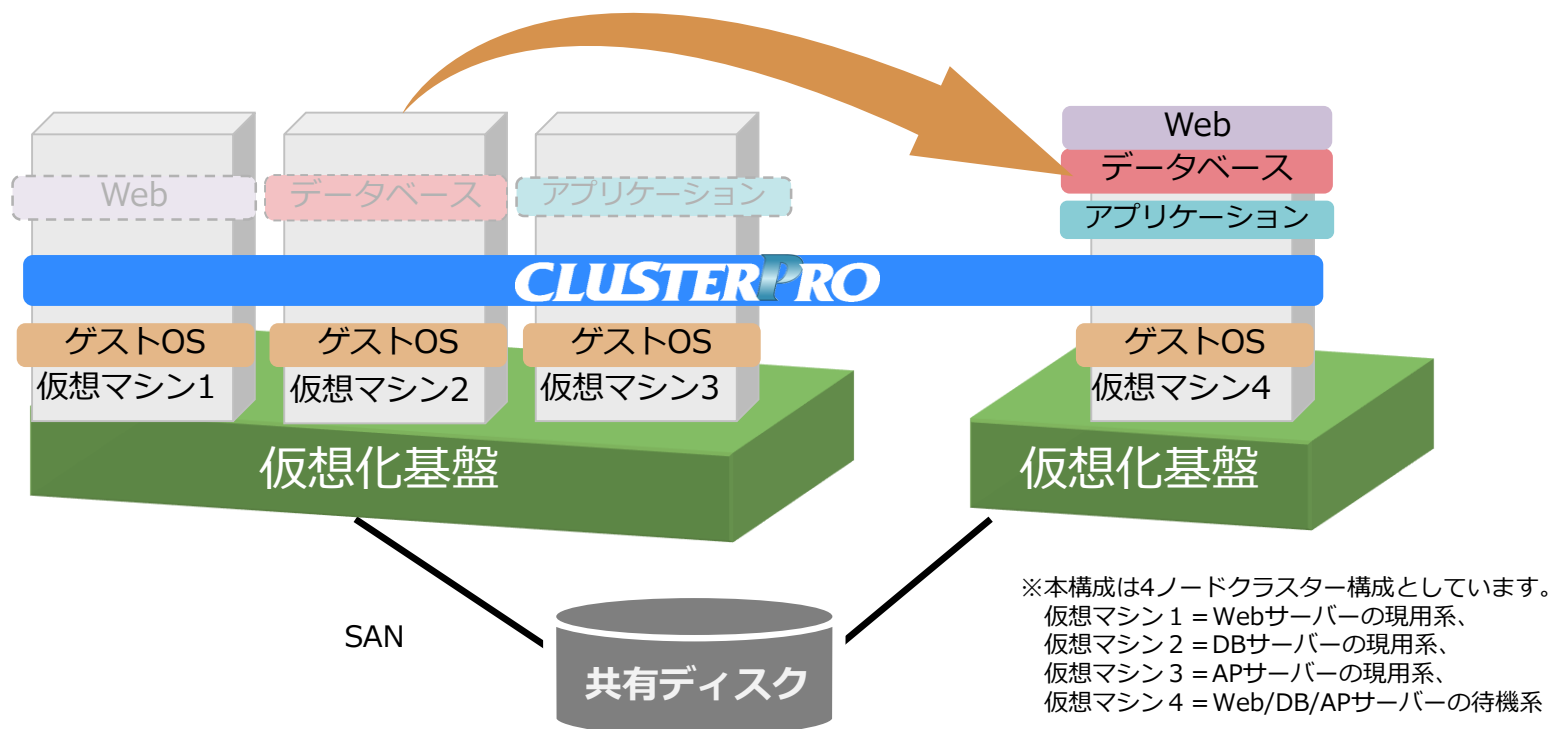 Web
データベース
アプリケーション
Web
データベース
アプリケーション
CLUSTERPRO
ゲストOS
ゲストOS
ゲストOS
ゲストOS
仮想マシン1
仮想マシン2
仮想マシン3
仮想マシン4
仮想化基盤
仮想化基盤
SAN
共有ディスク
※本構成は4ノードクラスター構成としています。
仮想マシン１＝Webサーバーの現用系、
仮想マシン２＝DBサーバーの現用系、
仮想マシン３＝APサーバーの現用系、
仮想マシン４＝Web/DB/APサーバーの待機系